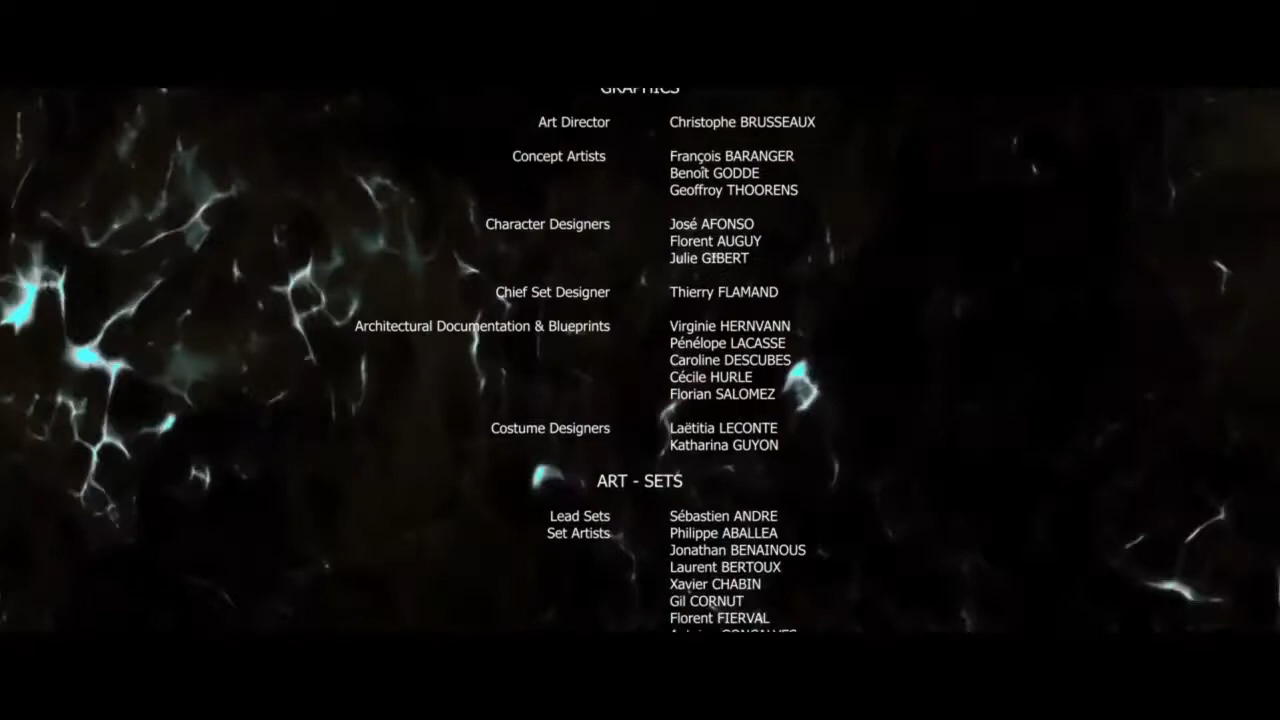 GRAPHICS
Art Director Christophe BRUSSEAUX
Concept Artists François BARANGER
Benoît GODDE
Geoffroy THOORENS
Character Designers José AFONSO
Florent AUGUY
Julie GIBERT
Chief Set Designer Thierry FLAMAND
Architectural Documentation & Blueprints Virginie HERNVANN
Pénélope LACASSE
Caroline DESCUBES
Cécile HURLE
Florian SALOMEZ
Costume Designers Laëtitia LECONTE
Katharina GUYON
ART - SETS
Lead Sets Sébastien ANDRE
Set Artists Philippe ABALLEA
Jonathan BENAINOUS
Laurent BERTOUX
Xavier CHABIN
Gil CORNUT
Florent FIERVAL